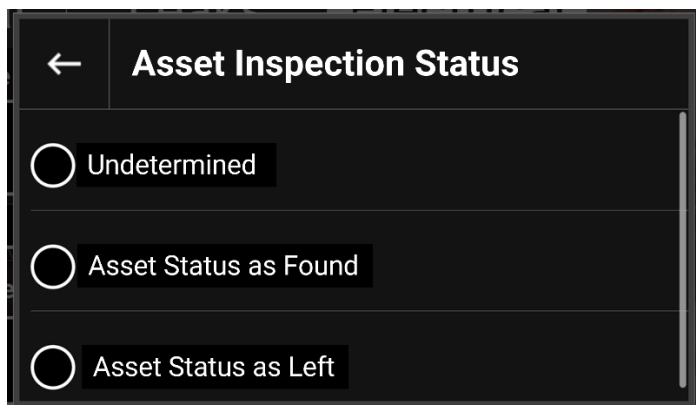 Asset Inspection Status
Undetermined
Asset Status as Found
Asset Status as Left